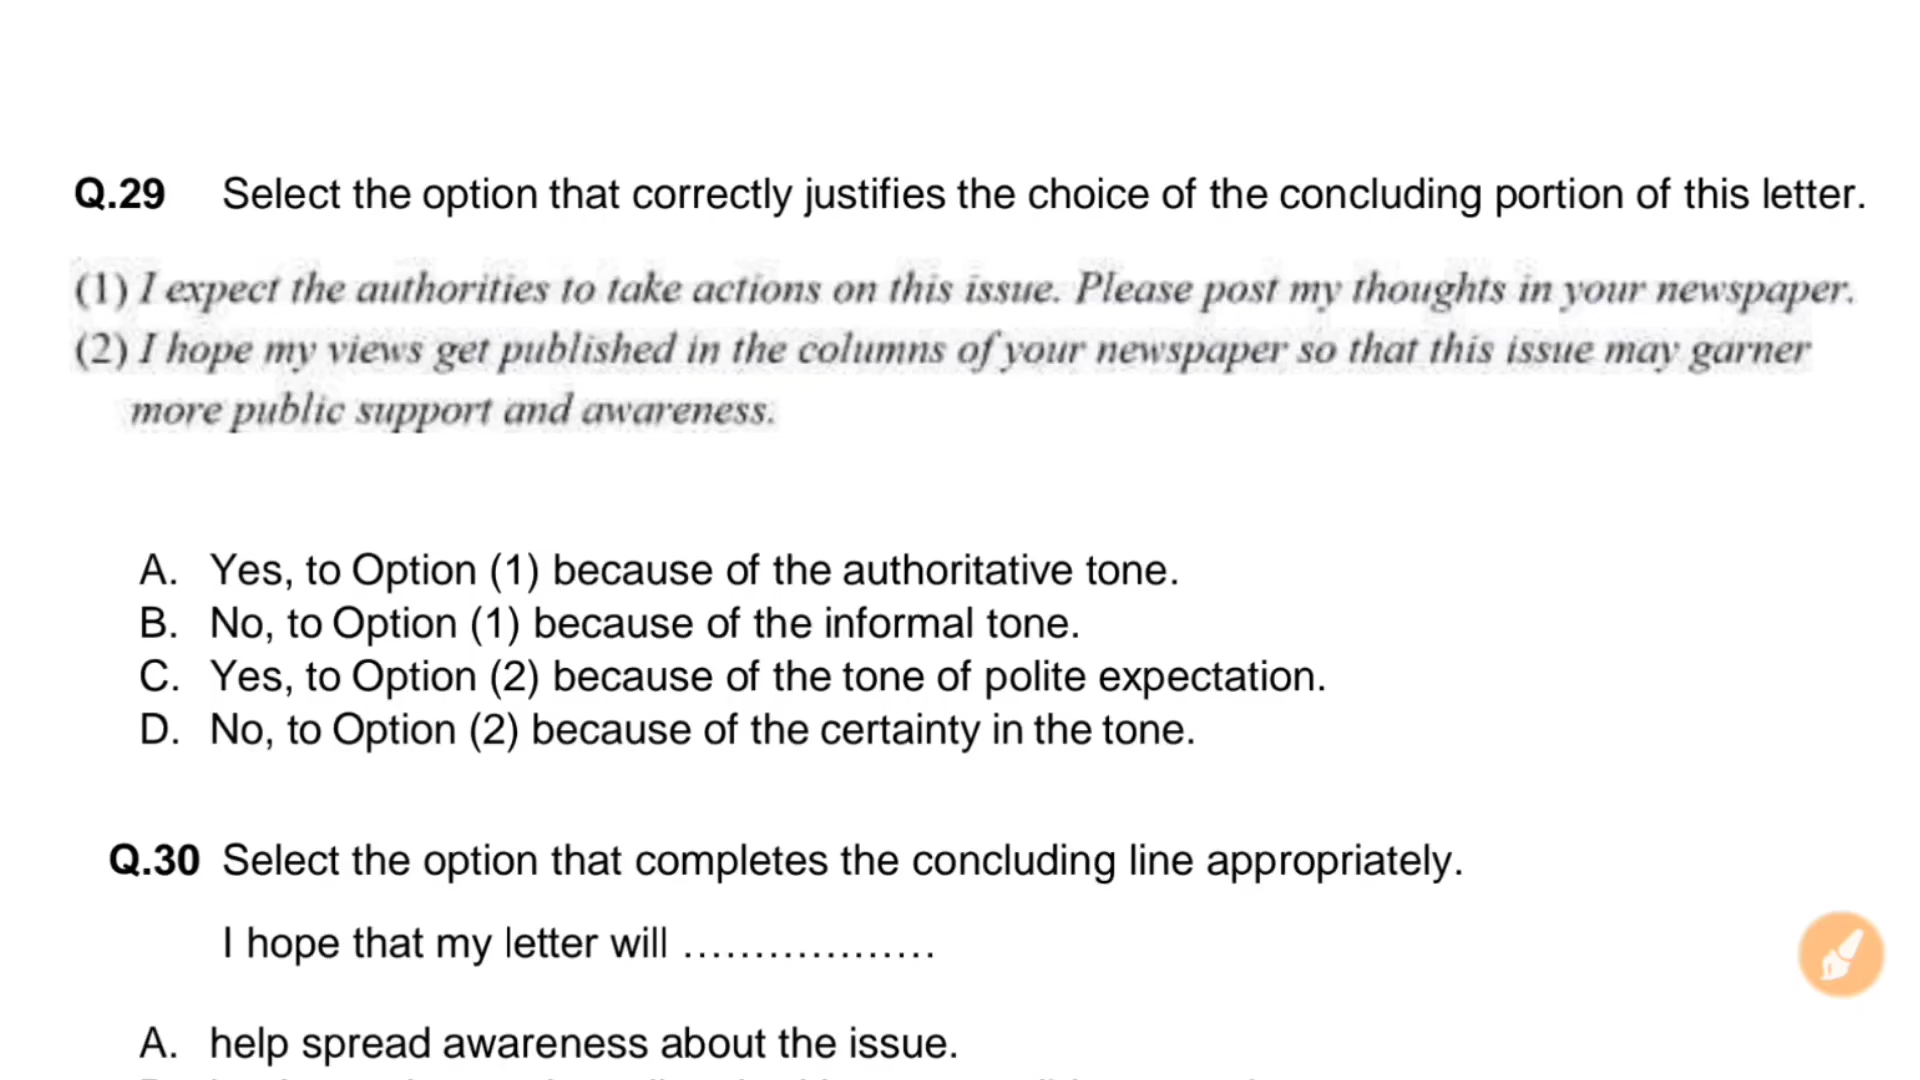 Q.29 Select the option that correctly justifies the choice of the concluding portion of this letter.
(1) I expect the authorities to take actions on this issue. Please post my thoughts in your newspaper.
(2) I hope my views get published in the columns of your newspaper so that this issue may garner
more public support and awareness.
A. Yes, to Option (1) because of the authoritative tone.
B. No, to Option (1) because of the informal tone.
C. Yes, to Option (2) because of the tone of polite expectation.
D. No, to Option (2) because of the certainty in the tone.
Q.30 Select the option that completes the concluding line appropriately.
I hope that my letter will ..................
A. help spread awareness about the issue.